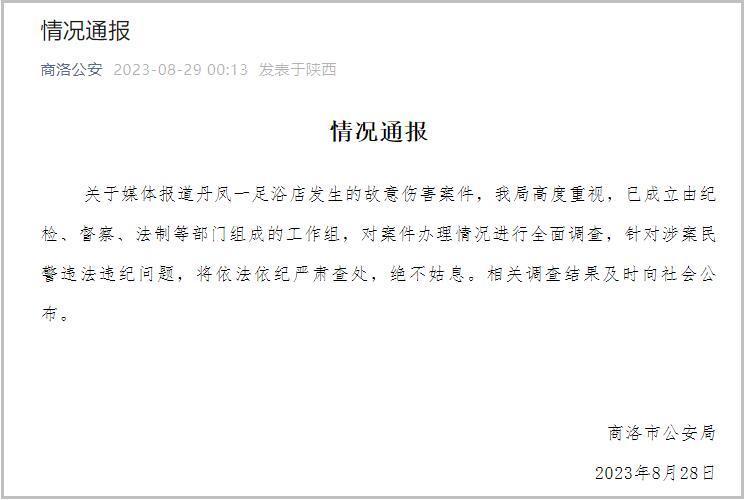 情况通报
商洛公安 2023-08-29 00:13 发表于陕西
情况通报
关于媒体报道丹凤一足浴店发生的故意伤害案件，我局高度重视，已成立由纪
检、督察、法制等部门组成的工作组，对案件办理情况进行全面调查，针对涉案民
警违法违纪问题，将依法依纪严肃查处，绝不姑息。相关调查结果及时向社会公
布。
商洛市公安局
2023年8月28日